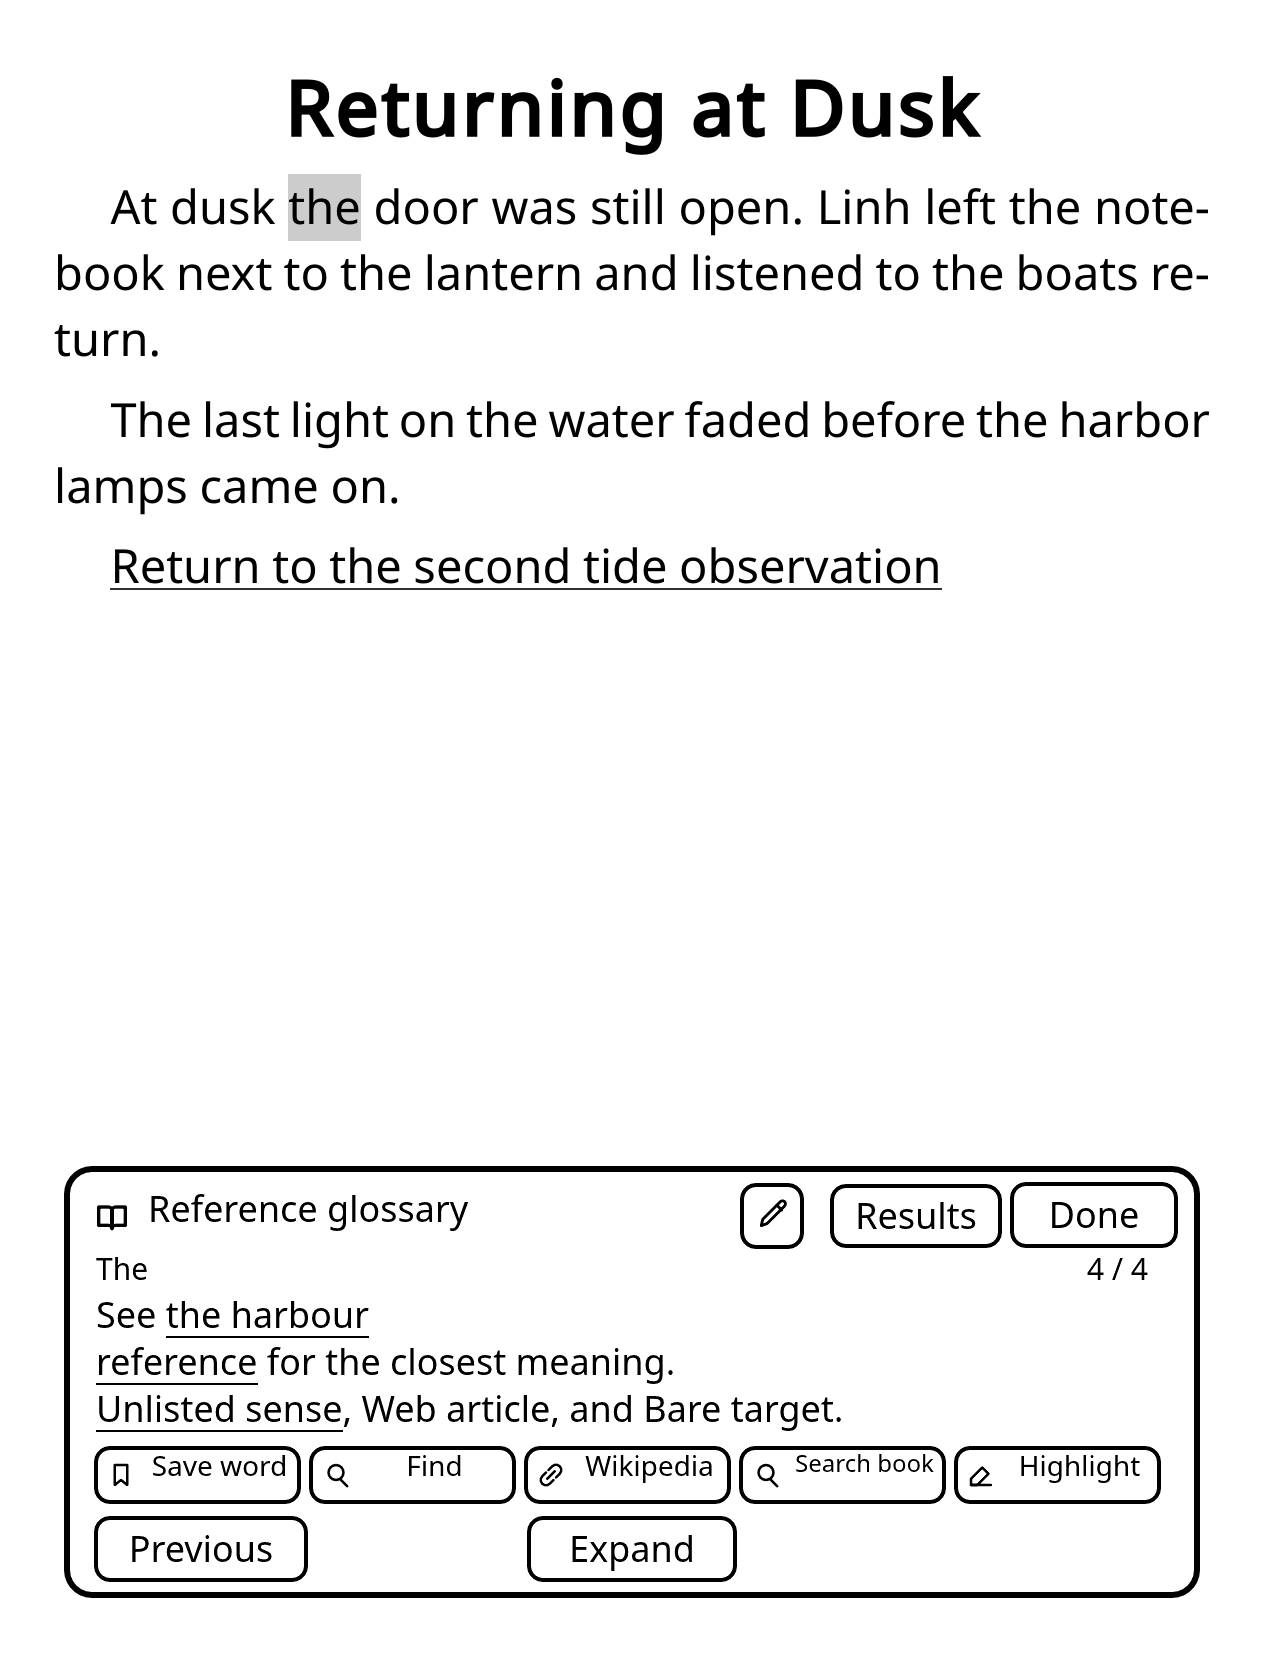 Returning at Dusk
At dusk the door was still open. Linh left the note-
book next to the lantern and listened to the boats re-
turn.
The last light on the water faded before the harbor
lamps came on.
Return to the second tide observation
Reference glossary
Results
Done
The
4 / 4
See the harbour
reference for the closest meaning.
Unlisted sense, Web article, and Bare target.
Save word
Find
Wikipedia
Search book
Highlight
Previous
Expand